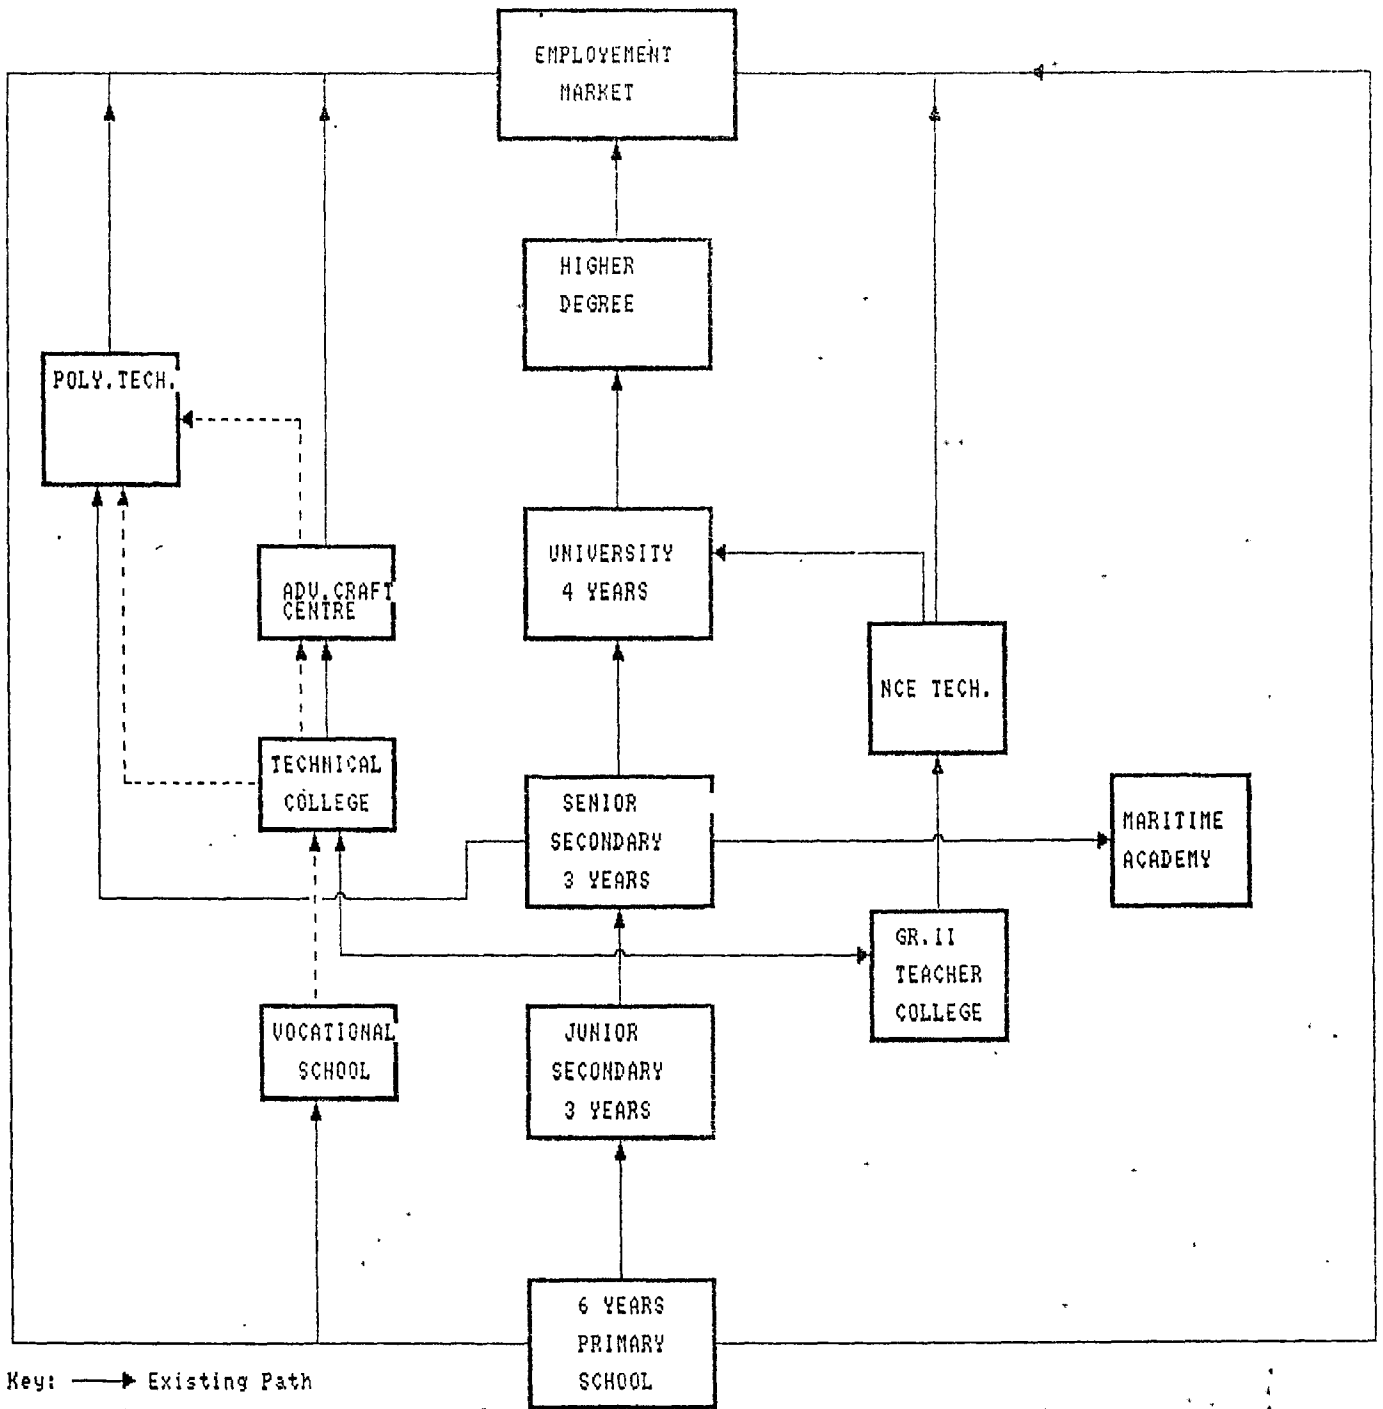 EMPLOYEMENT
MARKET
HIGHER
DEGREE
POLY.TECH.
UNIVERSITY
4 YEARS
ADV.CRAFT
CENTRE
NCE TECH.
TECHNICAL
COLLEGE
SENIOR
SECONDARY
3 YEARS
MARITIME
ACADEMY
GR.II
TEACHER
COLLEGE
VOCATIONAL
SCHOOL
JUNIOR
SECONDARY
3 YEARS
6 YEARS
PRIMARY
SCHOOL
Key: Existing Path